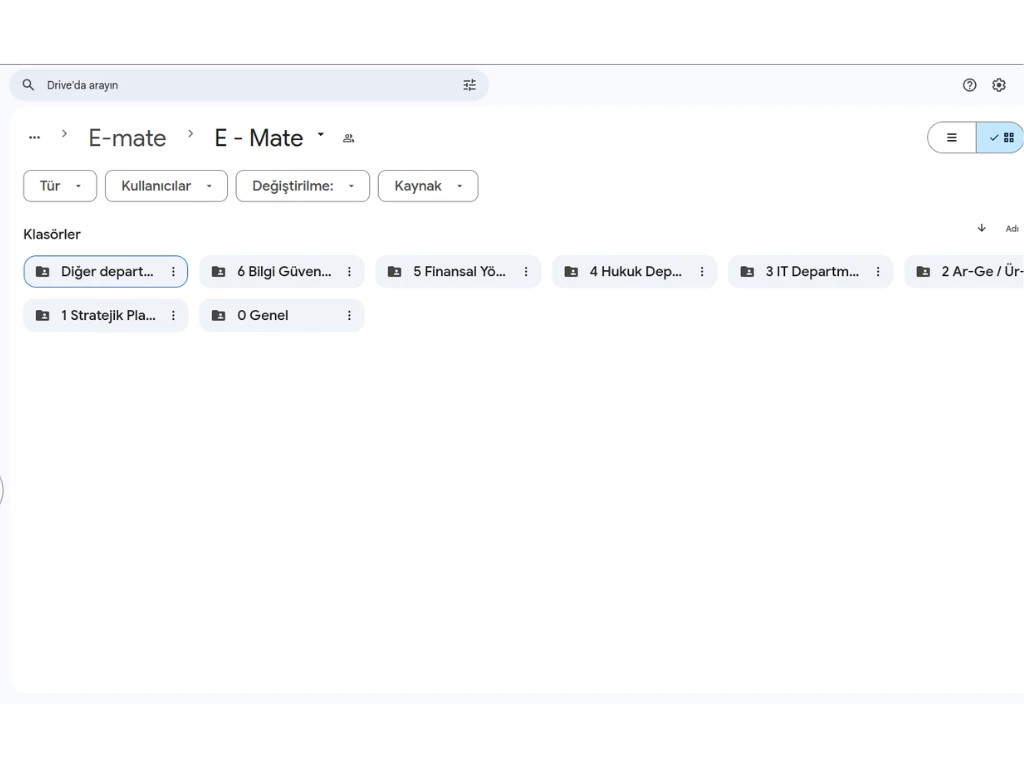 Drive'da arayın
... > E-mate > E - Mate
Tür Kullanıcılar Değiştirilme: Kaynak
Klasörler Adı
Diğer depart... 6 Bilgi Güven... 5 Finansal Yö... 4 Hukuk Dep... 3 IT Departm... 2 Ar-Ge / Ür-
1 Stratejik Pla... 0 Genel